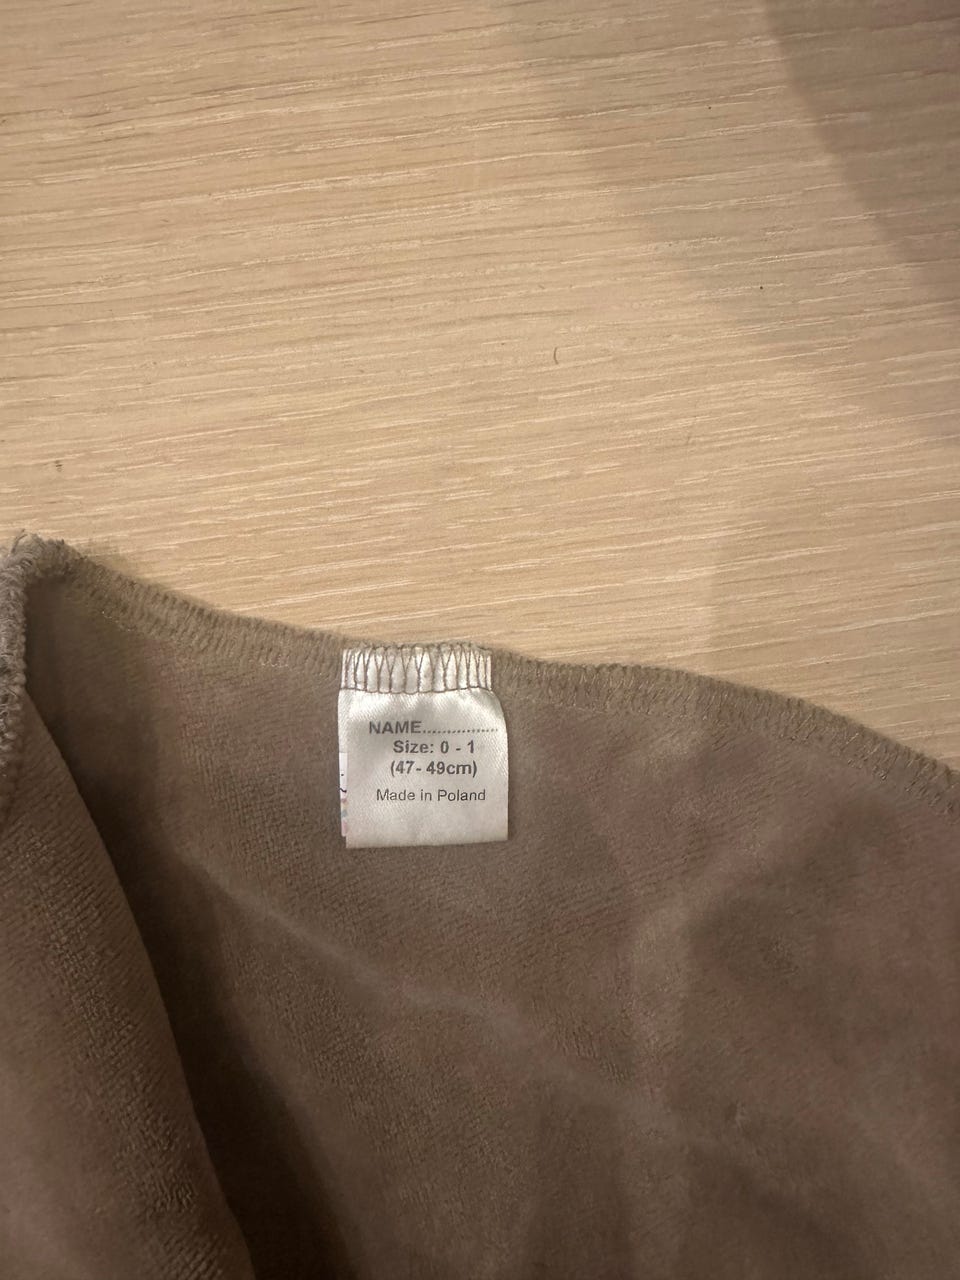 NAME.................
Size: 0 - 1
(47- 49cm)
Made in Poland